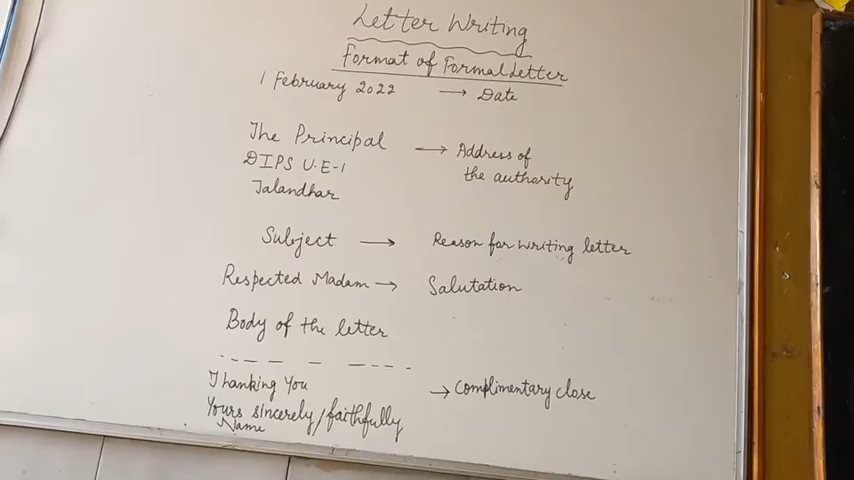 Letter Writing
Format of Formal Letter
1 February 2022 → Date
The Principal → Address of
DIPS U.E-1 the authority
Jalandhar
Subject → Reason for writing letter
Respected Madam → Salutation
Body of the letter
Thanking You → Complimentary close
Yours sincerely/faithfully
Name